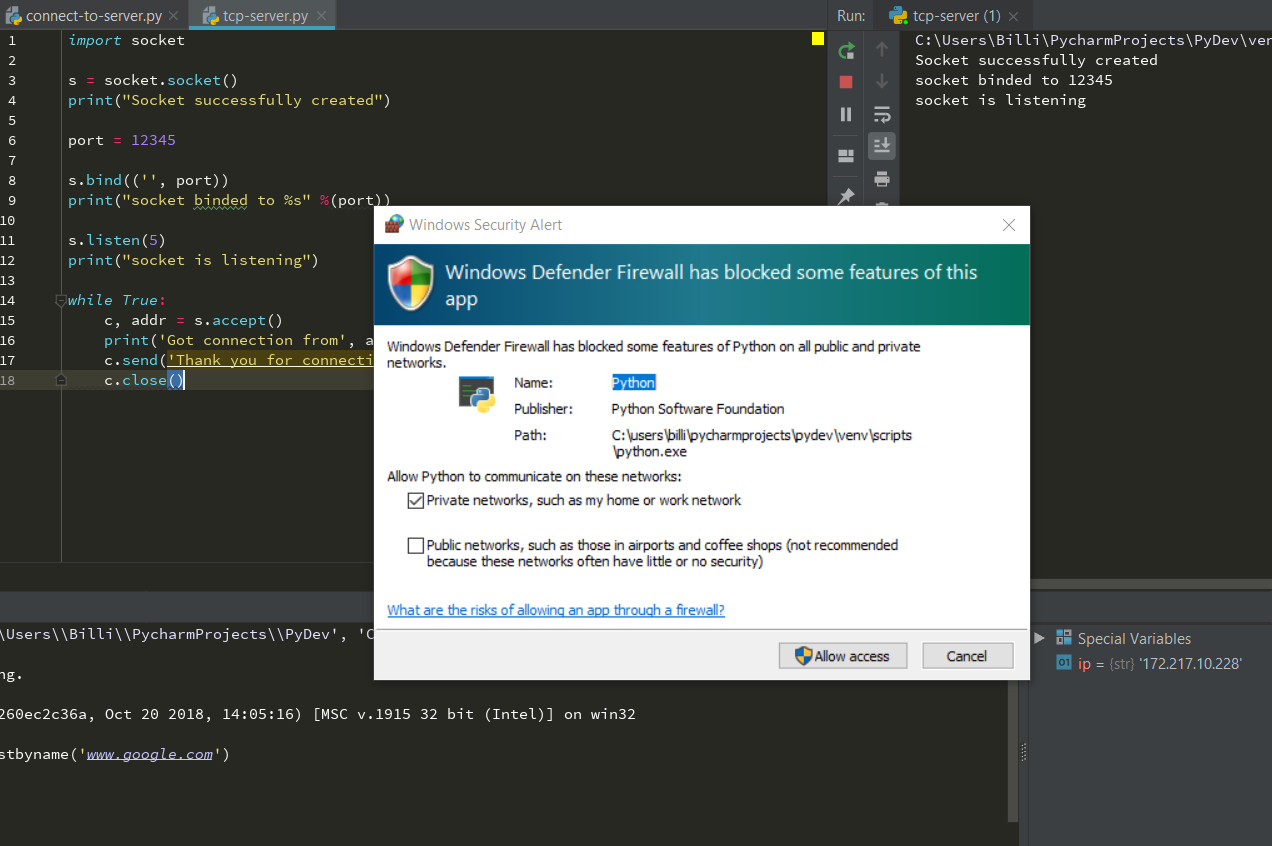 connect-to-server.py
tcp-server.py
Run:
tcp-server (1)
1 import socket
2
3 s = socket.socket()
4 print("Socket successfully created")
5
6 port = 12345
7
8 s.bind(('', port))
9 print("socket binded to %s" %(port))
10
11 s.listen(5)
12 print("socket is listening")
13
14 while True:
15 c, addr = s.accept()
16 print('Got connection from', a
17 c.send('Thank you for connecti
18 c.close()
C:\Users\Billi\PycharmProjects\PyDev\ven
Socket successfully created
socket binded to 12345
socket is listening
Windows Security Alert
Windows Defender Firewall has blocked some features of this
app
Windows Defender Firewall has blocked some features of Python on all public and private
networks.
Name: Python
Publisher: Python Software Foundation
Path: C:\users\billi\pycharmprojects\pydev\venv\scripts
\python.exe
Allow Python to communicate on these networks:
Private networks, such as my home or work network
Public networks, such as those in airports and coffee shops (not recommended
because these networks often have little or no security)
What are the risks of allowing an app through a firewall?
Allow access
Cancel
\Users\\Billi\\PycharmProjects\\PyDev', 'C
ng.
260ec2c36a, Oct 20 2018, 14:05:16) [MSC v.1915 32 bit (Intel)] on win32
stbyname('www.google.com')
Special Variables
01 ip = {str} '172.217.10.228'